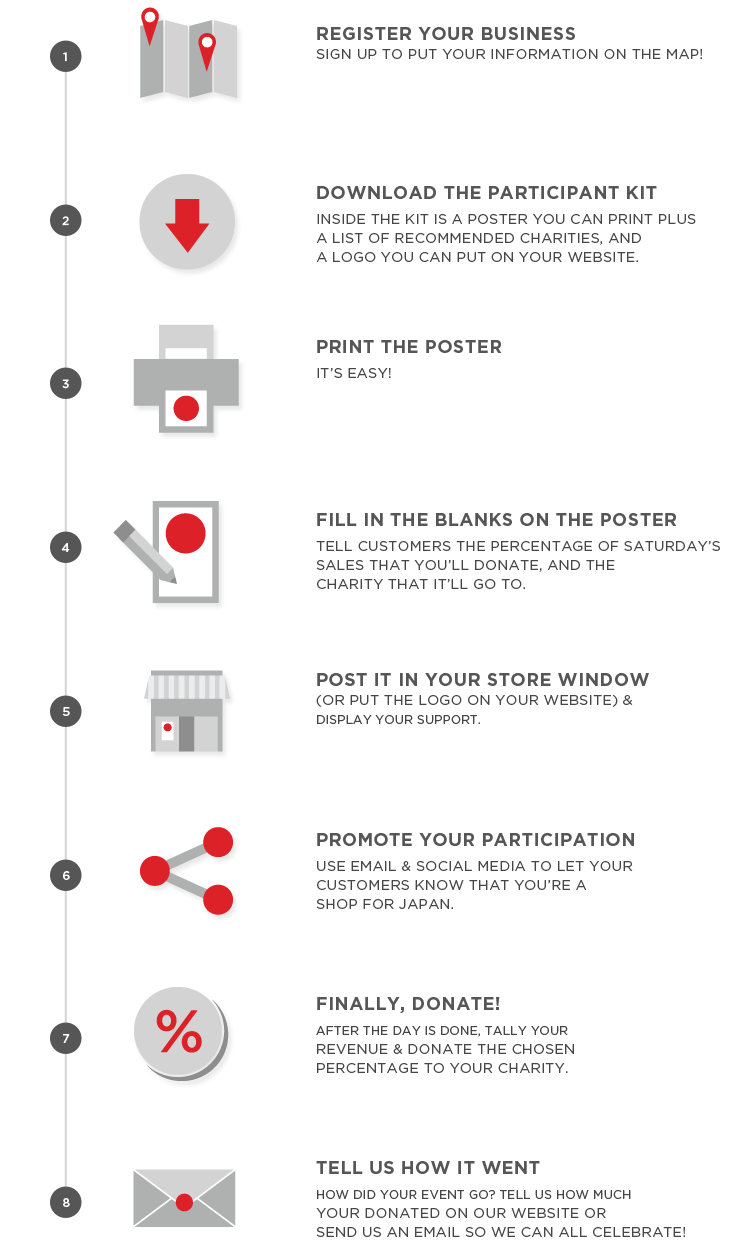 1
REGISTER YOUR BUSINESS
SIGN UP TO PUT YOUR INFORMATION ON THE MAP!
2
DOWNLOAD THE PARTICIPANT KIT
INSIDE THE KIT IS A POSTER YOU CAN PRINT PLUS
A LIST OF RECOMMENDED CHARITIES, AND
A LOGO YOU CAN PUT ON YOUR WEBSITE.
3
PRINT THE POSTER
IT'S EASY!
4
FILL IN THE BLANKS ON THE POSTER
TELL CUSTOMERS THE PERCENTAGE OF SATURDAY'S
SALES THAT YOU'LL DONATE, AND THE
CHARITY THAT IT'LL GO TO.
5
POST IT IN YOUR STORE WINDOW
(OR PUT THE LOGO ON YOUR WEBSITE) &
DISPLAY YOUR SUPPORT.
6
PROMOTE YOUR PARTICIPATION
USE EMAIL & SOCIAL MEDIA TO LET YOUR
CUSTOMERS KNOW THAT YOU'RE A
SHOP FOR JAPAN.
7
%
FINALLY, DONATE!
AFTER THE DAY IS DONE, TALLY YOUR
REVENUE & DONATE THE CHOSEN
PERCENTAGE TO YOUR CHARITY.
8
TELL US HOW IT WENT
HOW DID YOUR EVENT GO? TELL US HOW MUCH
YOUR DONATED ON OUR WEBSITE OR
SEND US AN EMAIL SO WE CAN ALL CELEBRATE!